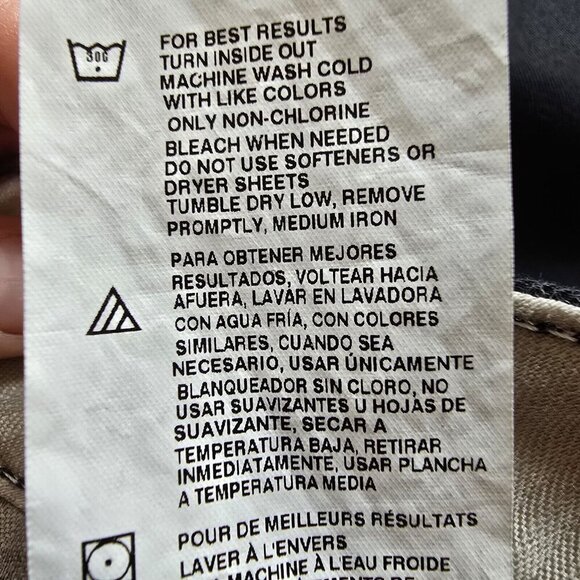 30C
FOR BEST RESULTS
TURN INSIDE OUT
MACHINE WASH COLD
WITH LIKE COLORS
ONLY NON-CHLORINE
BLEACH WHEN NEEDED
DO NOT USE SOFTENERS OR
DRYER SHEETS
TUMBLE DRY LOW, REMOVE
PROMPTLY, MEDIUM IRON
PARA OBTENER MEJORES
RESULTADOS, VOLTEAR HACIA
AFUERA, LAVAR EN LAVADORA
CON AGUA FRÍA, CON COLORES
SIMILARES, CUANDO SEA
NECESARIO, USAR ÚNICAMENTE
BLANQUEADOR SIN CLORO, NO
USAR SUAVIZANTES U HOJAS DE
SUAVIZANTE, SECAR A
TEMPERATURA BAJA, RETIRAR
INMEDIATAMENTE, USAR PLANCHA
A TEMPERATURA MEDIA
POUR DE MEILLEURS RÉSULTATS
LAVER À L'ENVERS
MACHINE À L'EAU FROIDE